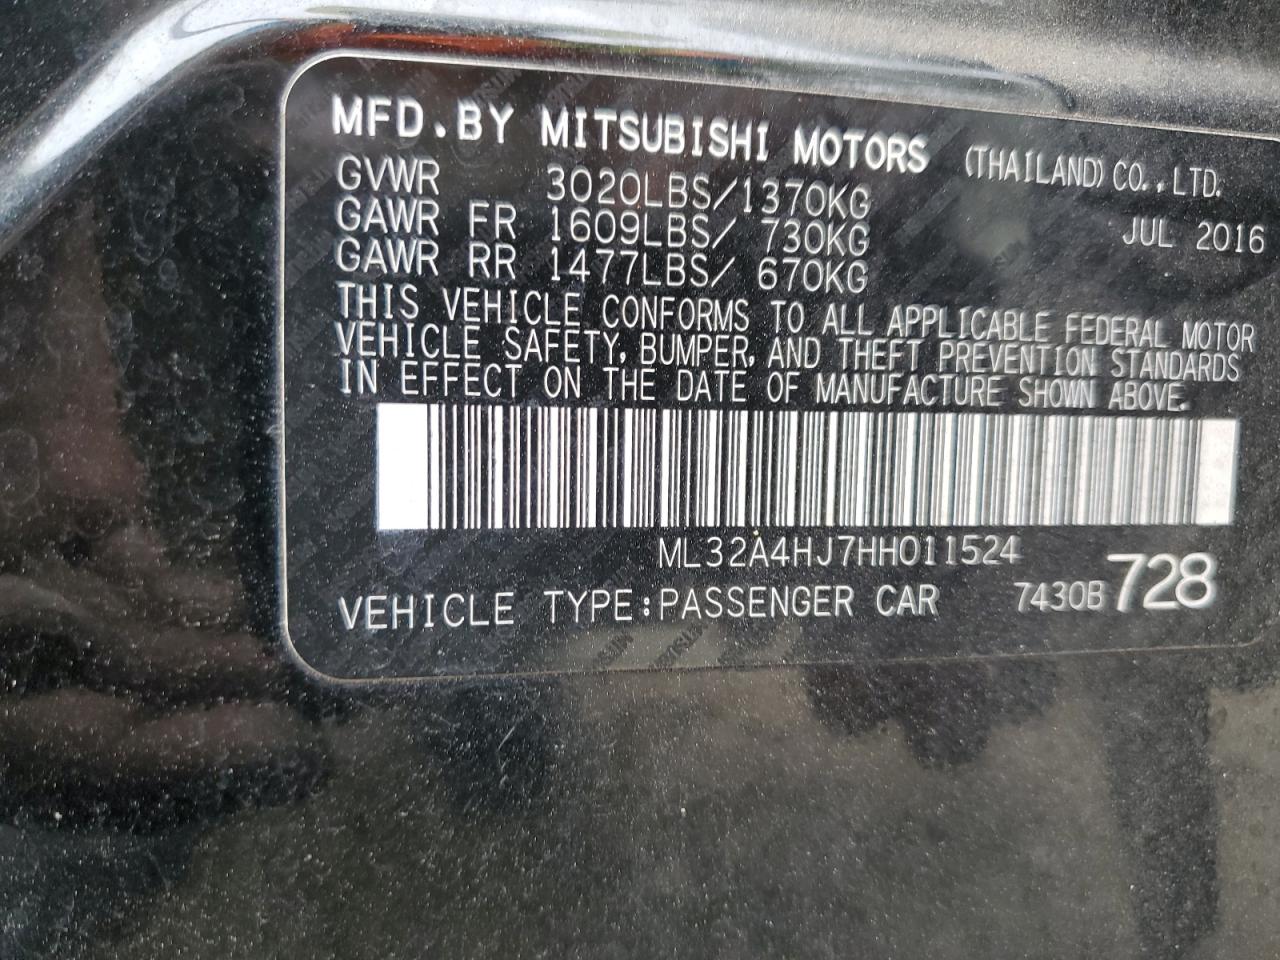 MFD.BY MITSUBISHI MOTORS (THAILAND) CO.,LTD.
GVWR 3020LBS/1370KG JUL 2016
GAWR FR 1609LBS/ 730KG
GAWR RR 1477LBS/ 670KG
THIS VEHICLE CONFORMS TO ALL APPLICABLE FEDERAL MOTOR
VEHICLE SAFETY, BUMPER, AND THEFT PREVENTION STANDARDS
IN EFFECT ON THE DATE OF MANUFACTURE SHOWN ABOVE.
ML32A4HJ7HH011524
VEHICLE TYPE:PASSENGER CAR 7430B 728